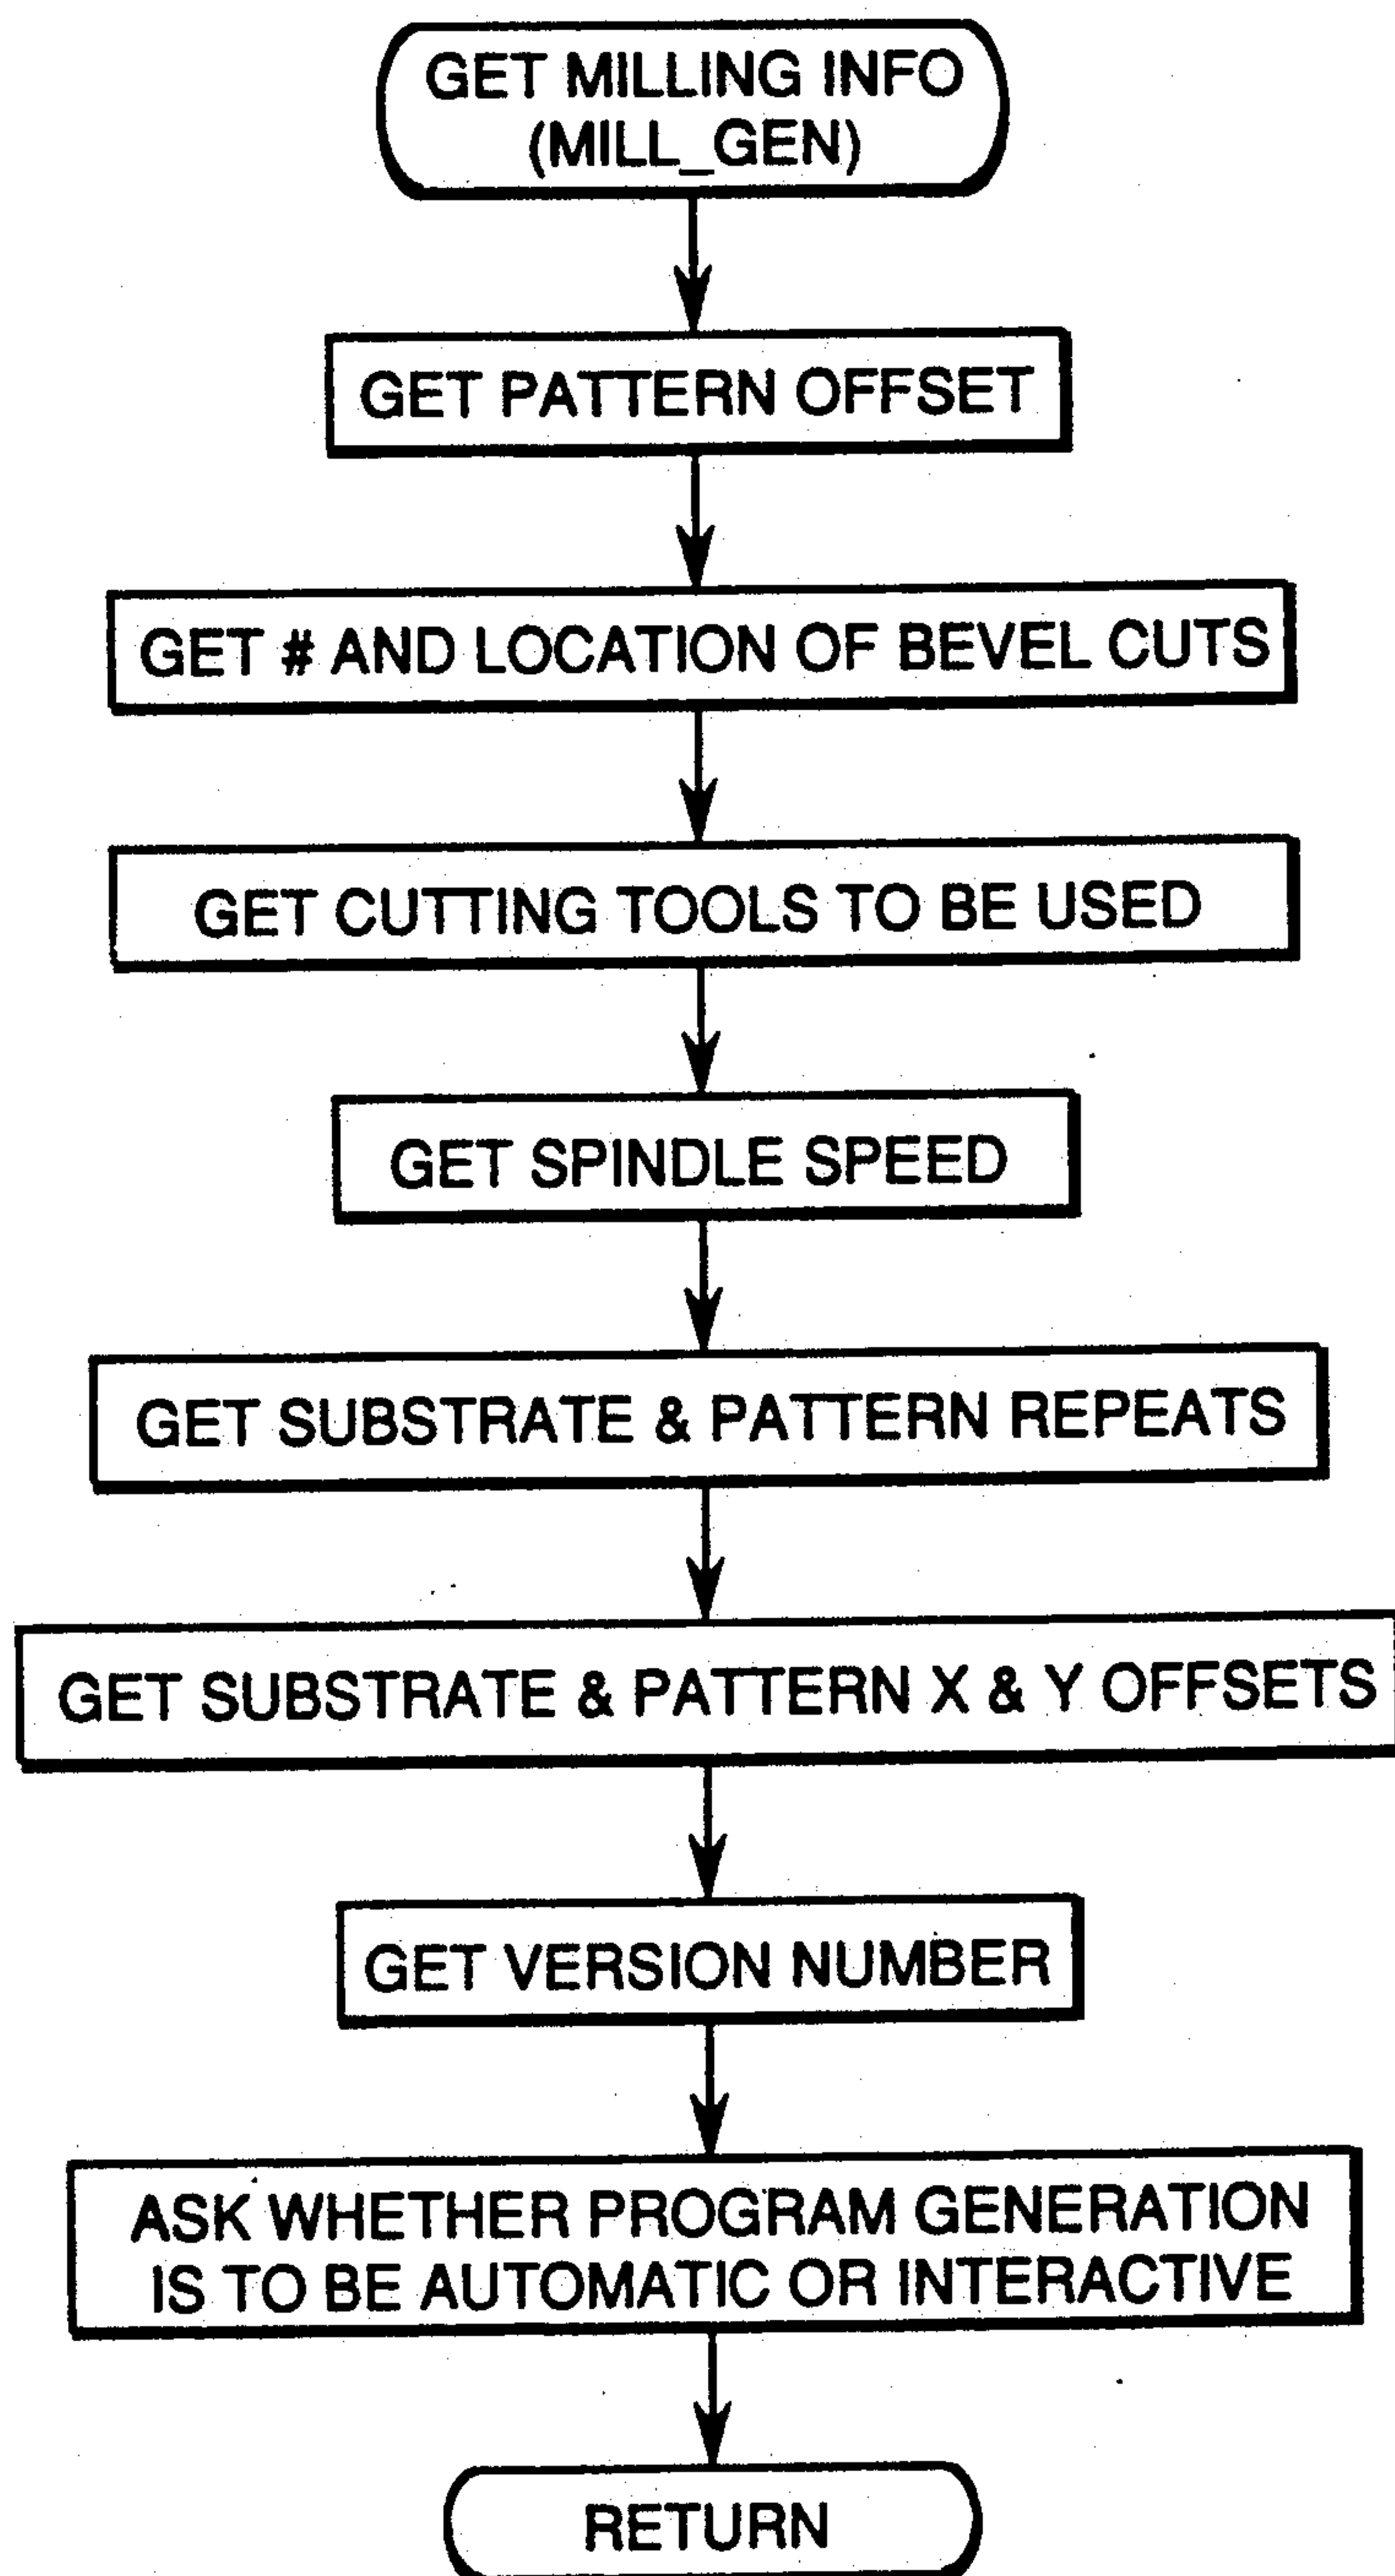 GET MILLING INFO
(MILL_GEN)
GET PATTERN OFFSET
GET # AND LOCATION OF BEVEL CUTS
GET CUTTING TOOLS TO BE USED
GET SPINDLE SPEED
GET SUBSTRATE & PATTERN REPEATS
GET SUBSTRATE & PATTERN X & Y OFFSETS
GET VERSION NUMBER
ASK WHETHER PROGRAM GENERATION
IS TO BE AUTOMATIC OR INTERACTIVE
RETURN